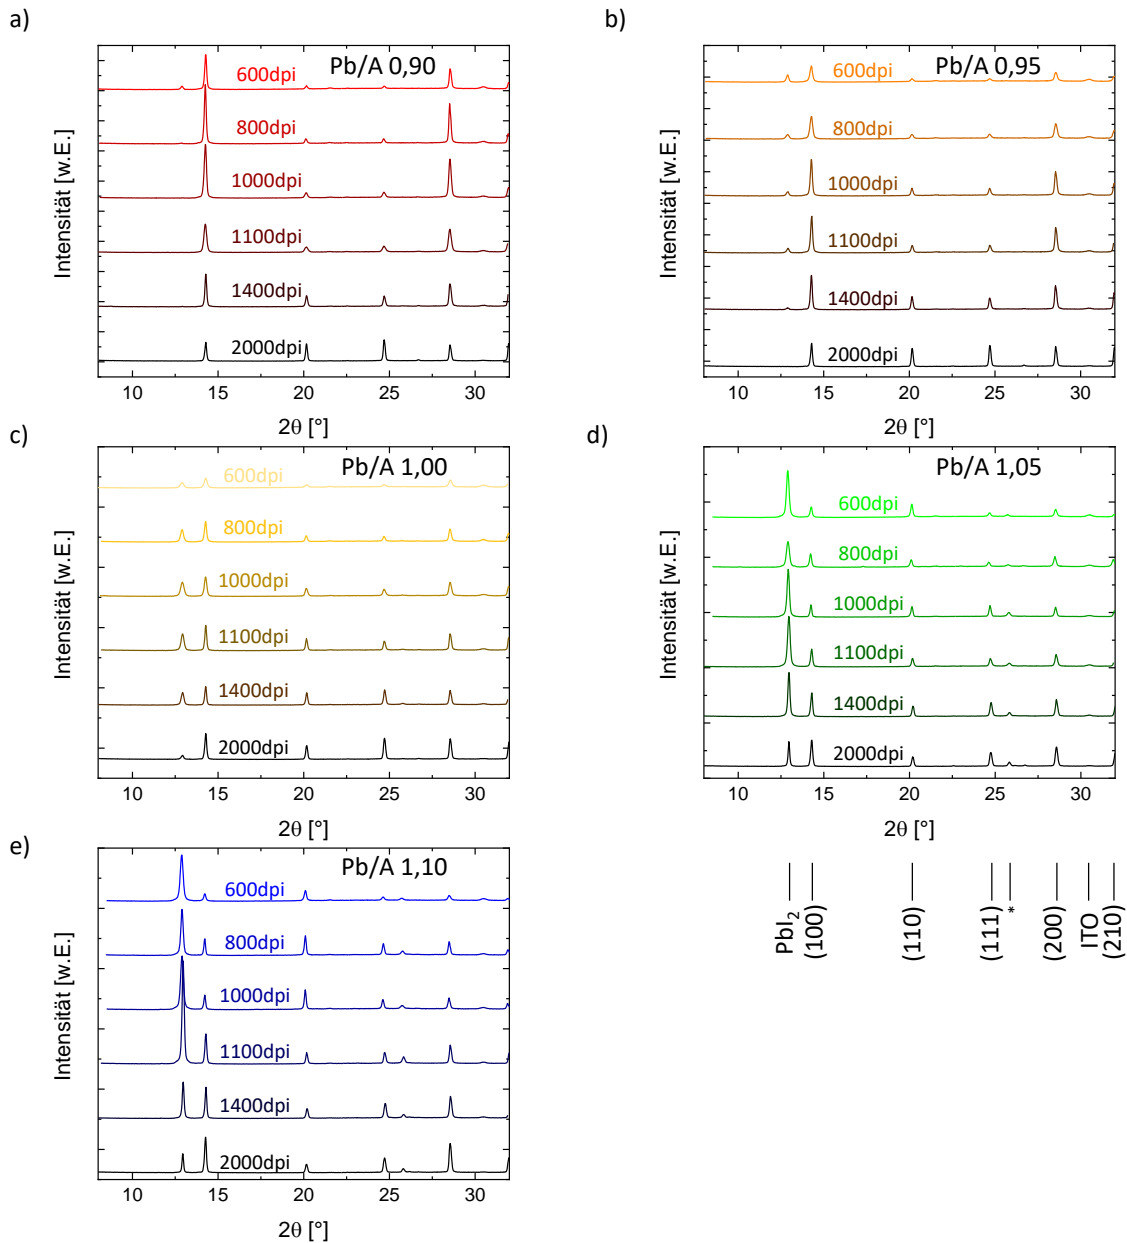 a)
Pb/A 0,90
600dpi
800dpi
1000dpi
1100dpi
1400dpi
2000dpi
Intensität [w.E.]
10 15 20 25 30
2θ [°]
b)
Pb/A 0,95
600dpi
800dpi
1000dpi
1100dpi
1400dpi
2000dpi
Intensität [w.E.]
10 15 20 25 30
2θ [°]
c)
Pb/A 1,00
600dpi
800dpi
1000dpi
1100dpi
1400dpi
2000dpi
Intensität [w.E.]
10 15 20 25 30
2θ [°]
d)
Pb/A 1,05
600dpi
800dpi
1000dpi
1100dpi
1400dpi
2000dpi
Intensität [w.E.]
10 15 20 25 30
2θ [°]
e)
Pb/A 1,10
600dpi
800dpi
1000dpi
1100dpi
1400dpi
2000dpi
Intensität [w.E.]
10 15 20 25 30
2θ [°]
PbI₂
(100)
(110)
(111)
*
(200)
ITO
(210)